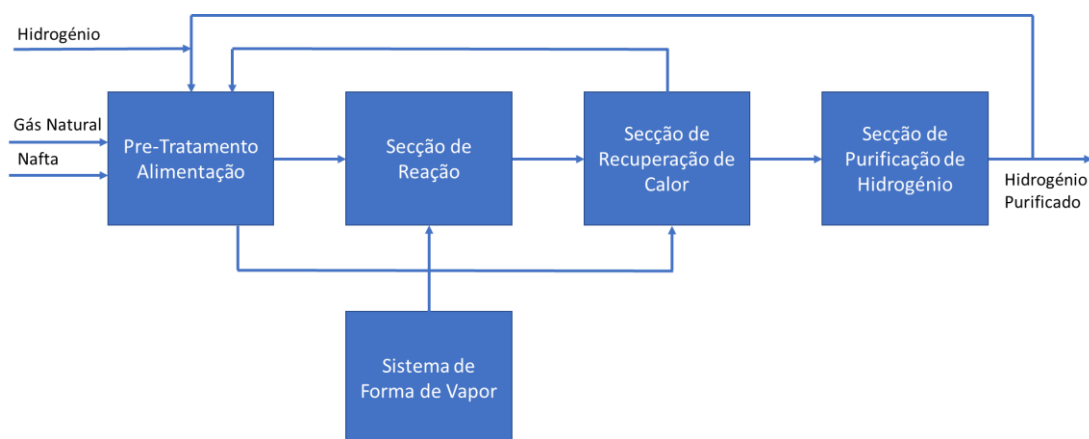 Hidrogénio
Gás Natural
Nafta
Pre-Tratamento
Alimentação
Secção de
Reação
Secção de
Recuperação de
Calor
Secção de
Purificação de
Hidrogénio
Hidrogénio
Purificado
Sistema de
Forma de Vapor